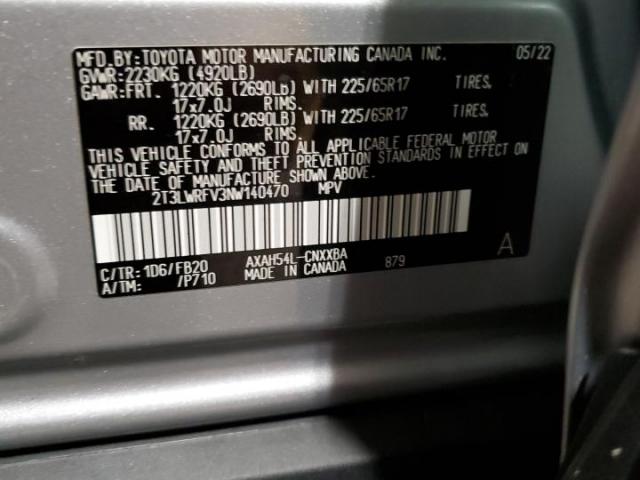 MFD.BY:TOYOTA MOTOR MANUFACTURING CANADA INC. 05/22
GVWR:2230KG (4920LB)
GAWR:FRT. 1220KG (2690LB) WITH 225/65R17 TIRES.
17x7.0J RIMS.
RR. 1220KG (2690LB) WITH 225/65R17 TIRES.
17x7.0J RIMS.
THIS VEHICLE CONFORMS TO ALL APPLICABLE FEDERAL MOTOR
VEHICLE SAFETY AND THEFT PREVENTION STANDARDS IN EFFECT ON
THE DATE OF MANUFACTURE SHOWN ABOVE.
2T3LWRFV3NW140470 MPV
C/TR:1D6/FB20 AXAH54L-CNXXBA 879 A
A/TM: /P710 MADE IN CANADA